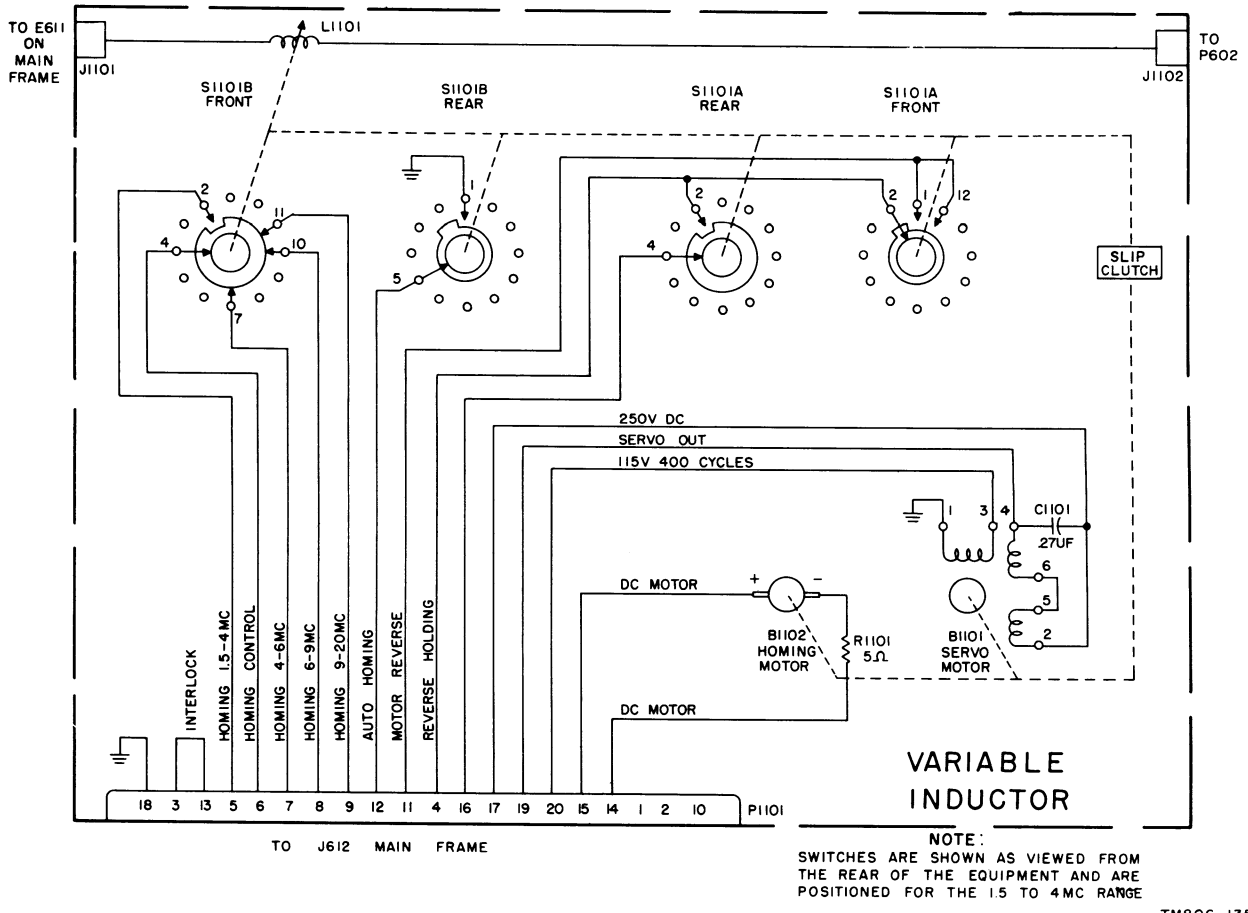 TO E611
ON
MAIN
FRAME
J1101
L1101
TO
P602
J1102
S1101B
FRONT
S1101B
REAR
S1101A
REAR
S1101A
FRONT
2
11
4
10
7
1
5
2
4
2
1
12
SLIP
CLUTCH
250V DC
SERVO OUT
115V 400 CYCLES
1
3
4
C1101
.27UF
6
5
2
DC MOTOR
+
-
B1102
HOMING
MOTOR
R1101
5Ω
B1101
SERVO
MOTOR
DC MOTOR
INTERLOCK
HOMING 1.5-4MC
HOMING CONTROL
HOMING 4-6MC
HOMING 6-9MC
HOMING 9-20MC
AUTO HOMING
MOTOR REVERSE
REVERSE HOLDING
18 3 13 5 6 7 8 9 12 11 4 16 17 19 20 15 14 1 2 10
P1101
TO J612 MAIN FRAME
VARIABLE
INDUCTOR
NOTE:
SWITCHES ARE SHOWN AS VIEWED FROM
THE REAR OF THE EQUIPMENT AND ARE
POSITIONED FOR THE 1.5 TO 4MC RANGE